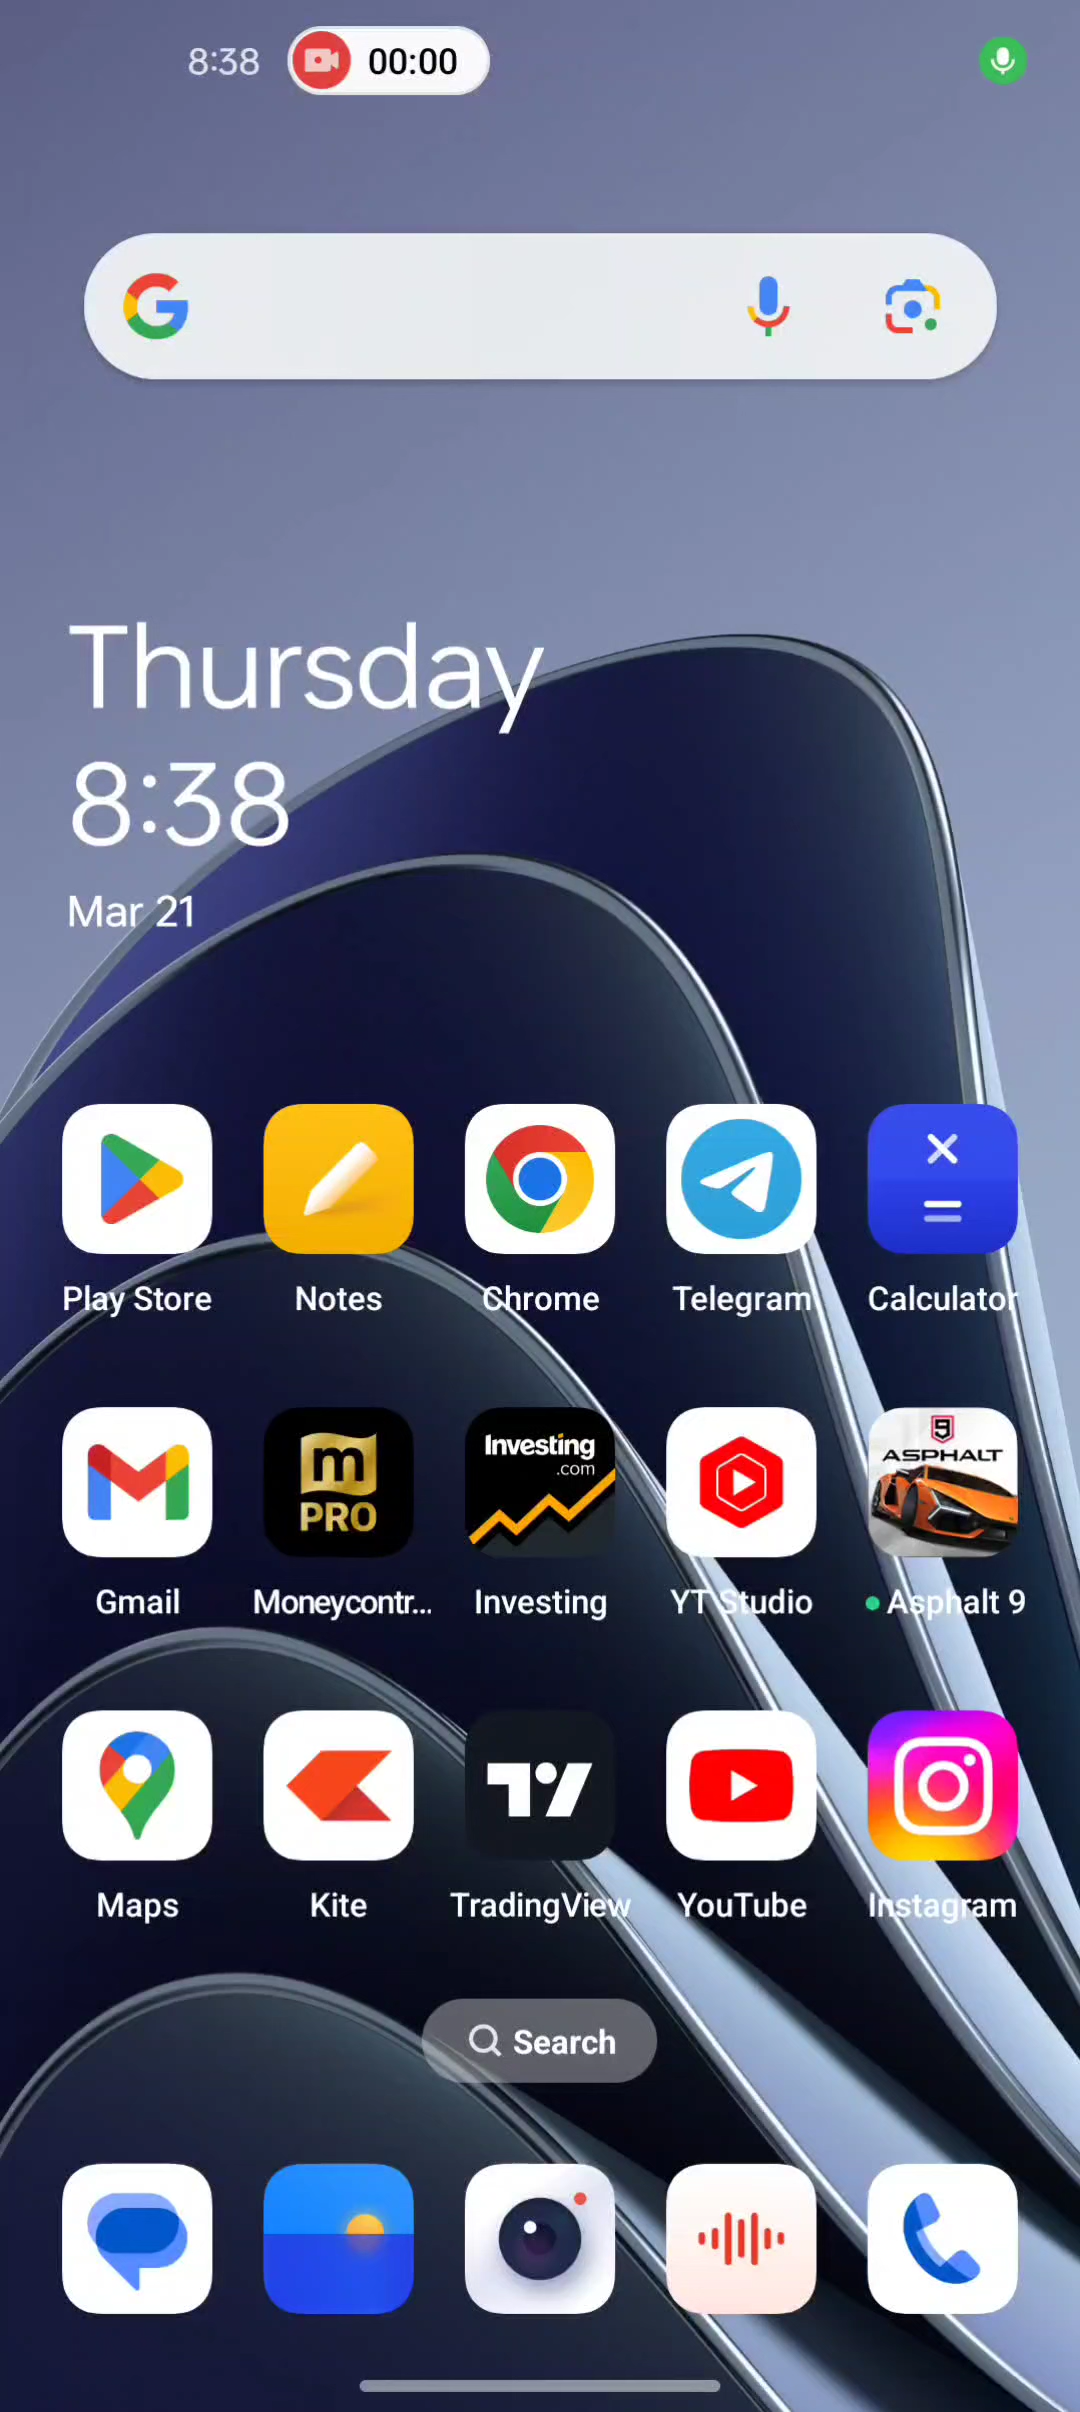 8:38 00:00
Thursday
8:38
Mar 21
Play Store Notes Chrome Telegram Calculator
m PRO Investing .com 9 ASPHALT
Gmail Moneycontr... Investing YT Studio Asphalt 9
Maps Kite TradingView YouTube Instagram
Search